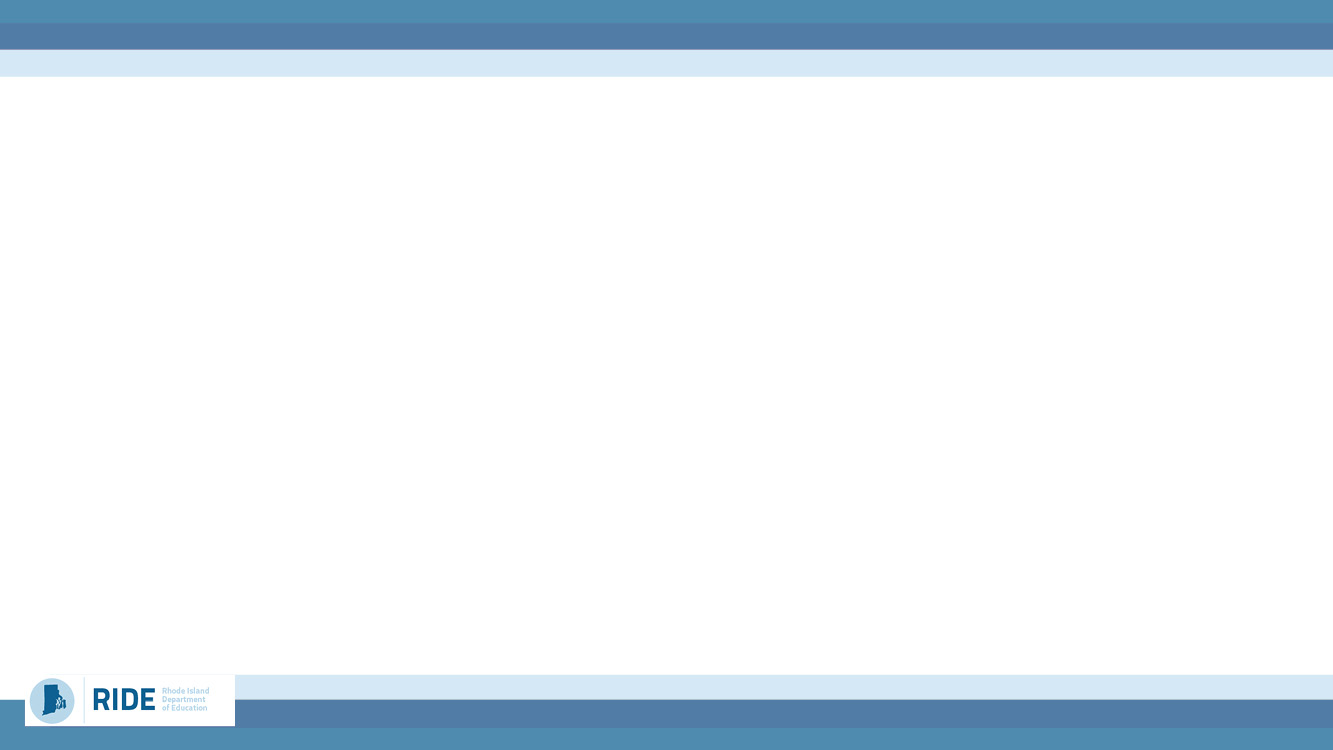 RIDE
Rhode Island
Department
of Education